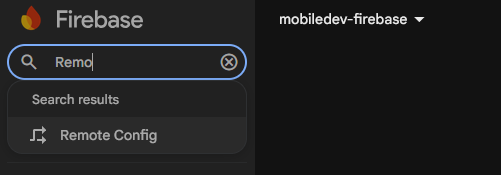 Firebase
mobiledev-firebase
Remo
Search results
Remote Config